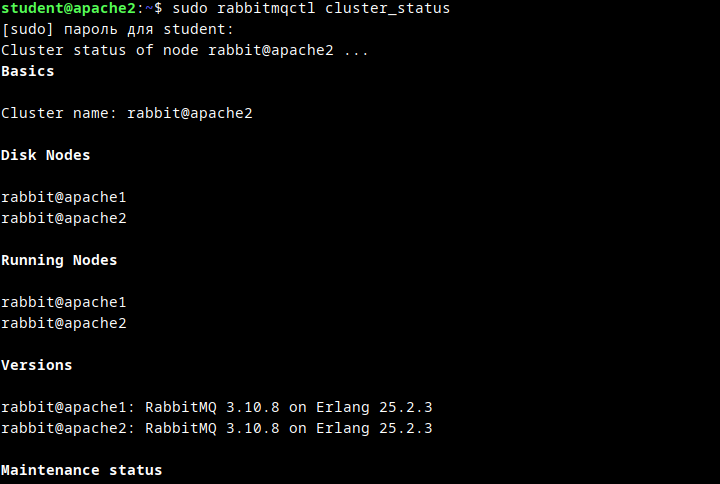 student@apache2:~$ sudo rabbitmqctl cluster_status
[sudo] пароль для student:
Cluster status of node rabbit@apache2 ...
Basics
Cluster name: rabbit@apache2
Disk Nodes
rabbit@apache1
rabbit@apache2
Running Nodes
rabbit@apache1
rabbit@apache2
Versions
rabbit@apache1: RabbitMQ 3.10.8 on Erlang 25.2.3
rabbit@apache2: RabbitMQ 3.10.8 on Erlang 25.2.3
Maintenance status